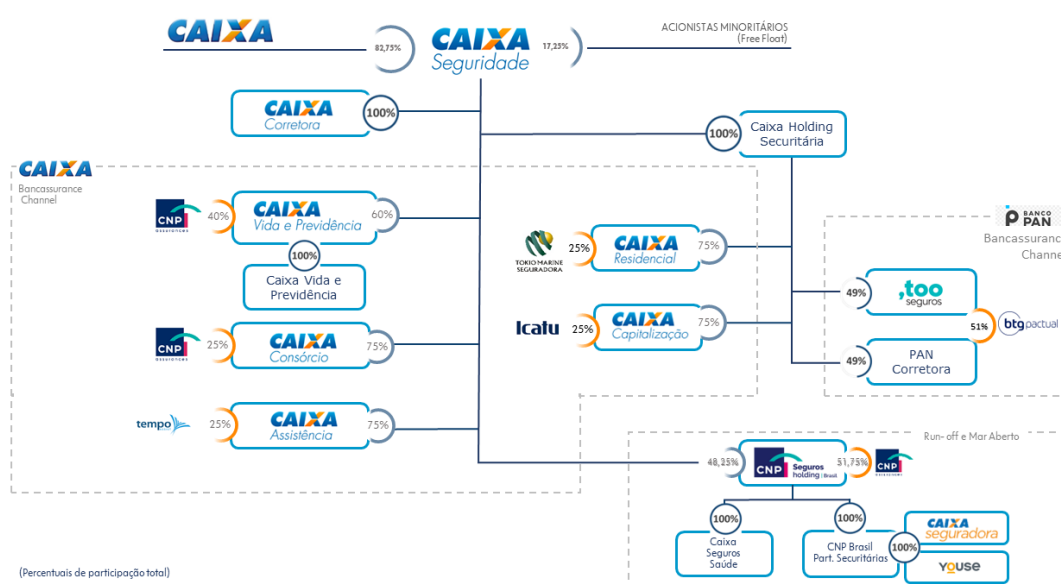 CAIXA
82,75%
CAIXA
Seguridade
17,25%
ACIONISTAS MINORITÁRIOS
(Free Float)
CAIXA
Corretora
100%
100%
Caixa Holding
Securitária
CAIXA
Bancassurance
Channel
CNP
40%
CAIXA
Vida e Previdência
60%
100%
Caixa Vida e
Previdência
TOKIO MARINE
SEGURADORA
25%
CAIXA
Residencial
75%
BANCO
PAN
Bancassuranc
Channe
49%
,too
seguros
51%
btgpactual
Icatu
25%
CAIXA
Capitalização
75%
CNP
25%
CAIXA
Consórcio
75%
49%
PAN
Corretora
tempo
25%
CAIXA
Assistência
75%
Run- off e Mar Aberto
48,25%
CNP
Seguros
holding | Brasil
51,75%
CNP
100%
Caixa
Seguros
Saúde
100%
CNP Brasil
Part. Securitárias
100%
CAIXA
seguradora
YOUSE
(Percentuais de participação total)